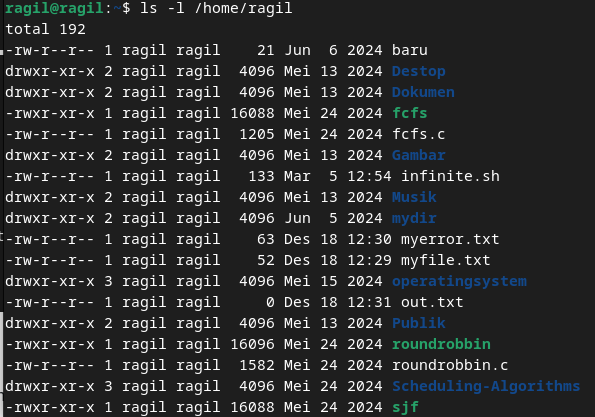 ragil@ragil:~$ ls -l /home/ragil
total 192
-rw-r--r-- 1 ragil ragil    21 Jun  6 2024 baru
drwxr-xr-x 2 ragil ragil  4096 Mei 13 2024 Destop
drwxr-xr-x 2 ragil ragil  4096 Mei 13 2024 Dokumen
-rwxr-xr-x 1 ragil ragil 16088 Mei 24 2024 fcfs
-rw-r--r-- 1 ragil ragil  1205 Mei 24 2024 fcfs.c
drwxr-xr-x 2 ragil ragil  4096 Mei 13 2024 Gambar
-rw-r--r-- 1 ragil ragil   133 Mar  5 12:54 infinite.sh
drwxr-xr-x 2 ragil ragil  4096 Mei 13 2024 Musik
drwxr-xr-x 2 ragil ragil  4096 Jun  5 2024 mydir
-rw-r--r-- 1 ragil ragil    63 Des 18 12:30 myerror.txt
-rw-r--r-- 1 ragil ragil    52 Des 18 12:29 myfile.txt
drwxr-xr-x 3 ragil ragil  4096 Mei 15 2024 operatingsystem
-rw-r--r-- 1 ragil ragil     0 Des 18 12:31 out.txt
drwxr-xr-x 2 ragil ragil  4096 Mei 13 2024 Publik
-rwxr-xr-x 1 ragil ragil 16096 Mei 24 2024 roundrobbin
-rw-r--r-- 1 ragil ragil  1582 Mei 24 2024 roundrobbin.c
drwxr-xr-x 3 ragil ragil  4096 Mei 24 2024 Scheduling-Algorithms
-rwxr-xr-x 1 ragil ragil 16088 Mei 24 2024 sjf